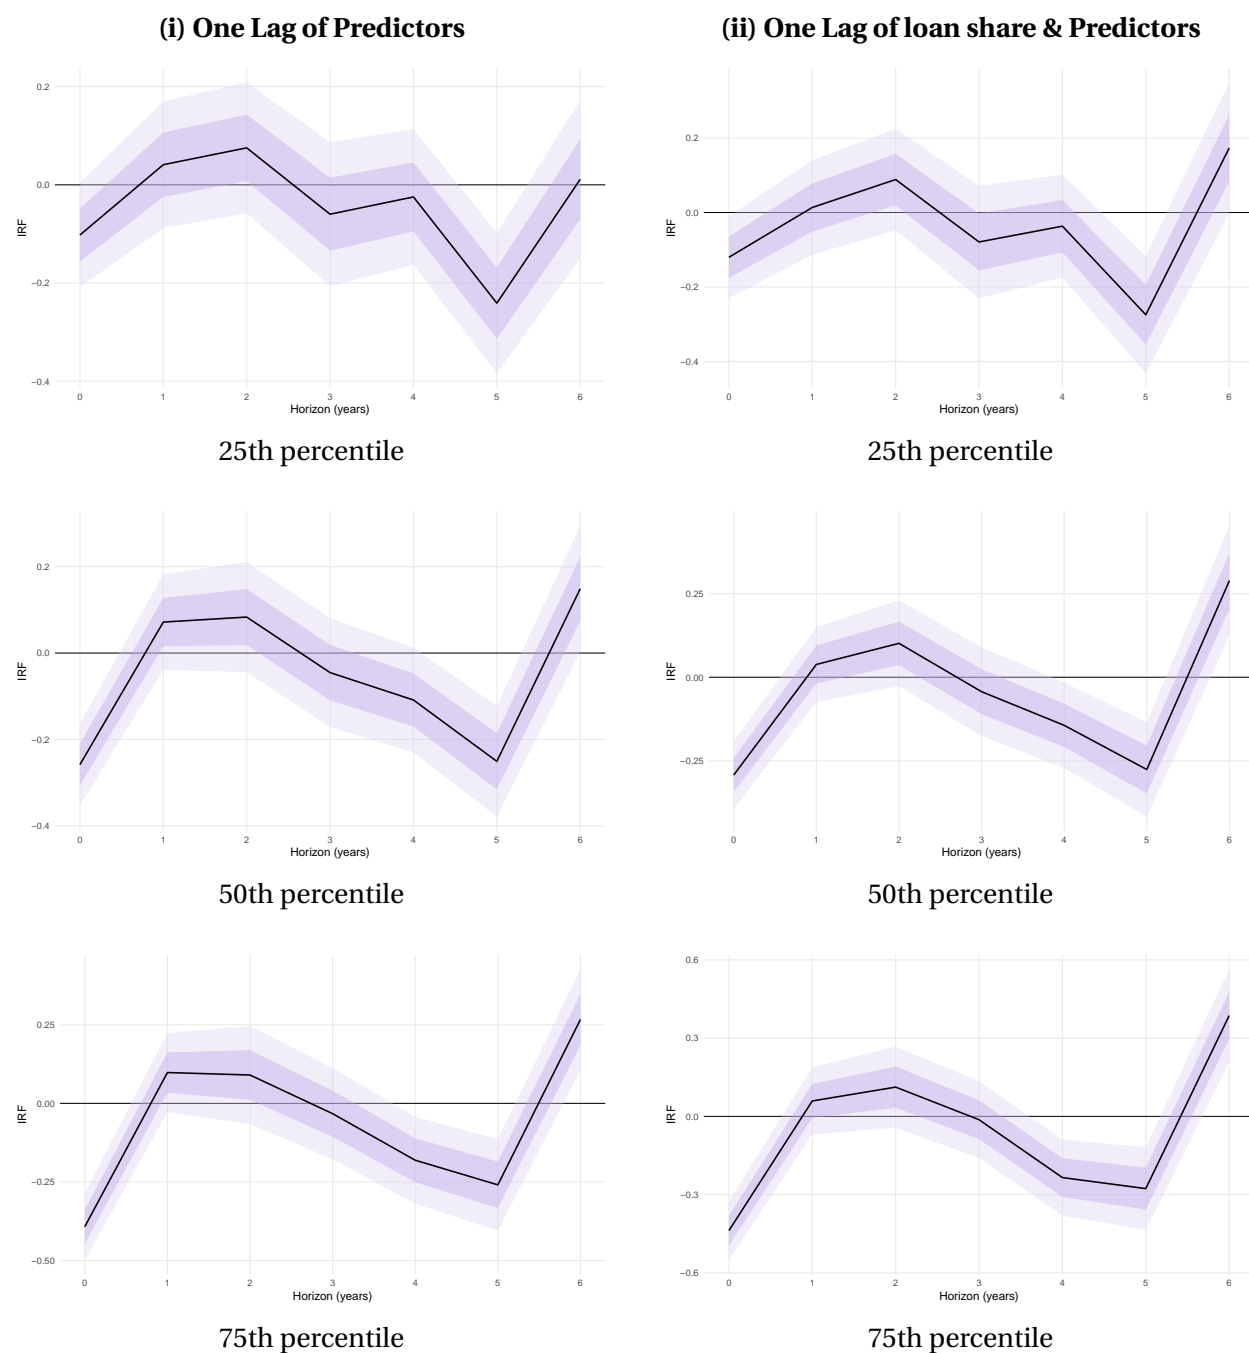 (i) One Lag of Predictors
0.2
0.0
−0.2
−0.4
IRF
0 1 2 3 4 5 6
Horizon (years)
25th percentile
(ii) One Lag of loan share & Predictors
0.2
0.0
−0.2
−0.4
IRF
0 1 2 3 4 5 6
Horizon (years)
25th percentile
0.2
0.0
−0.2
−0.4
IRF
0 1 2 3 4 5 6
Horizon (years)
50th percentile
0.25
0.00
−0.25
IRF
0 1 2 3 4 5 6
Horizon (years)
50th percentile
0.25
0.00
−0.25
−0.50
IRF
0 1 2 3 4 5 6
Horizon (years)
75th percentile
0.6
0.3
0.0
−0.3
−0.6
IRF
0 1 2 3 4 5 6
Horizon (years)
75th percentile